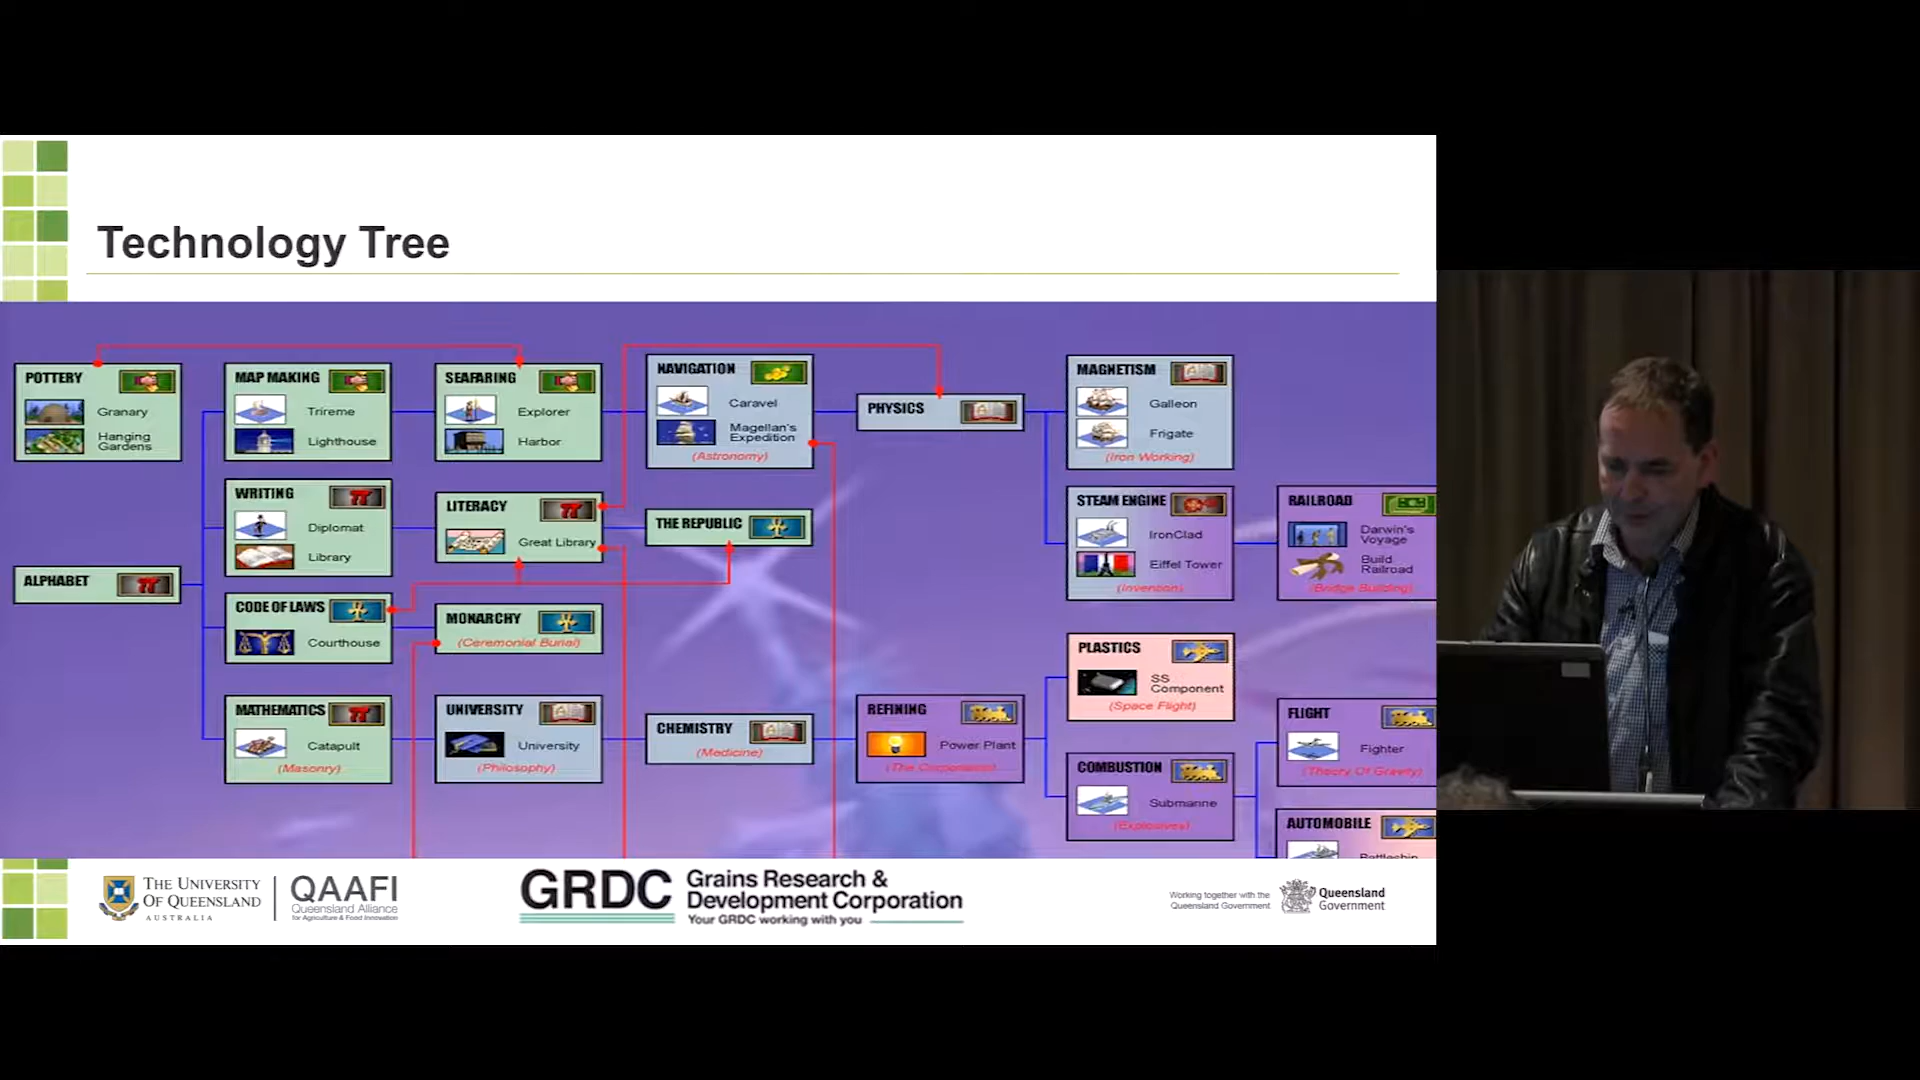 Technology Tree
POTTERY
Granary
Hanging
Gardens
MAP MAKING
Trireme
Lighthouse
SEAFARING
Explorer
Harbor
NAVIGATION
Caravel
Magellan's
Expedition
(Astronomy)
PHYSICS
MAGNETISM
Galleon
Frigate
(Iron Working)
WRITING
Diplomat
Library
LITERACY
Great Library
THE REPUBLIC
STEAM ENGINE
IronClad
Eiffel Tower
(Invention)
RAILROAD
Darwin's
Voyage
Build
Railroad
(Bridge Building)
ALPHABET
CODE OF LAWS
Courthouse
MONARCHY
(Ceremonial Burial)
PLASTICS
SS
Component
(Space Flight)
MATHEMATICS
Catapult
(Masonry)
UNIVERSITY
University
(Philosophy)
CHEMISTRY
(Medicine)
REFINING
Power Plant
(The Corporation)
COMBUSTION
Submarine
(Explosives)
FLIGHT
Fighter
(Theory Of Gravity)
AUTOMOBILE
Battleship
THE UNIVERSITY
OF QUEENSLAND
AUSTRALIA
QAAFI
Queensland Alliance
for Agriculture & Food Innovation
GRDC
Grains Research &
Development Corporation
Your GRDC working with you
Working together with the
Queensland Government
Queensland
Government